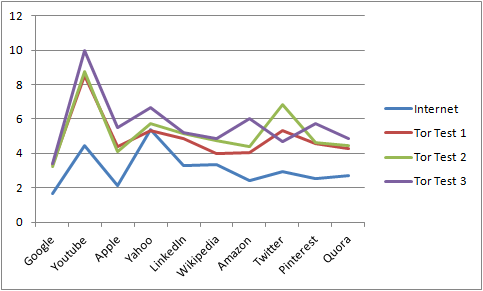 12
10
8
6
4
2
0
Google
Youtube
Apple
Yahoo
LinkedIn
Wikipedia
Amazon
Twitter
Pinterest
Quora
Internet
Tor Test 1
Tor Test 2
Tor Test 3